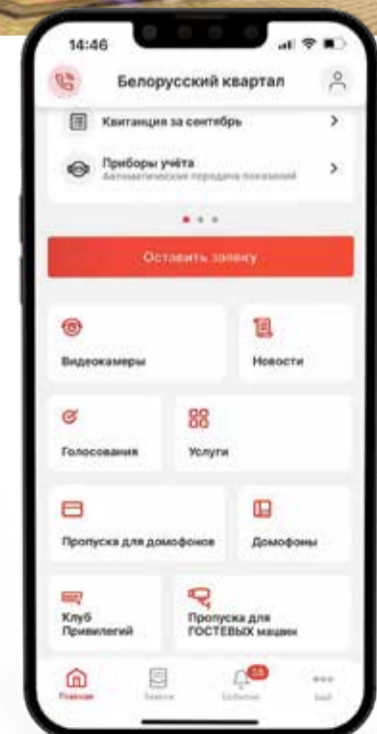 14:46
Белорусский квартал
Квитанция за сентябрь
Приборы учёта
Автоматическая передача показаний
Оставить заявку
Видеокамеры
Новости
Голосования
Услуги
Пропуска для домофонов
Домофоны
Клуб
Привилегий
Пропуска для
ГОСТЕВЫХ машин
Главная